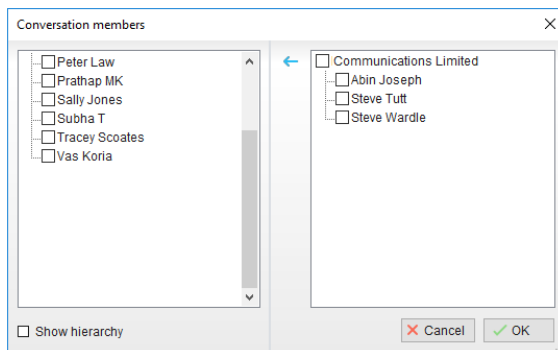 Conversation members
Peter Law
Prathap MK
Sally Jones
Subha T
Tracey Scoates
Vas Koria
Communications Limited
Abin Joseph
Steve Tutt
Steve Wardle
Show hierarchy
Cancel
OK